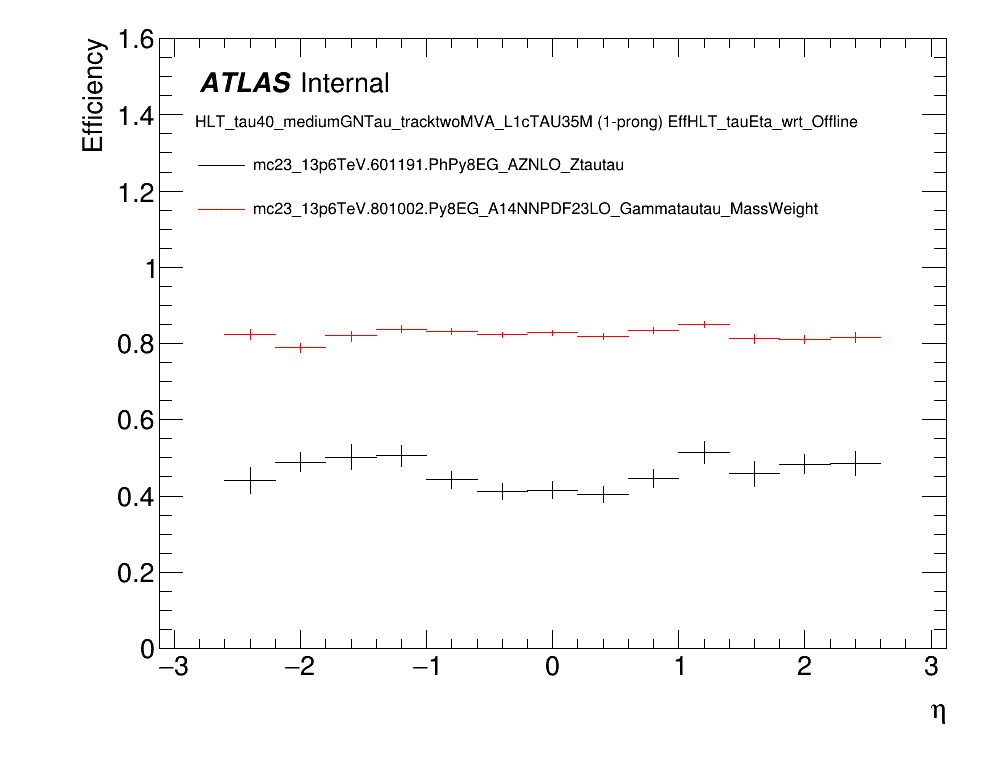 1.6
1.4
1.2
1
0.8
0.6
0.4
0.2
0
Efficiency
ATLAS Internal
HLT_tau40_mediumGNTau_tracktwoMVA_L1cTAU35M (1-prong) EffHLT_tauEta_wrt_Offline
mc23_13p6TeV.601191.PhPy8EG_AZNLO_Ztautau
mc23_13p6TeV.801002.Py8EG_A14NNPDF23LO_Gammatautau_MassWeight
−3 −2 −1 0 1 2 3
η